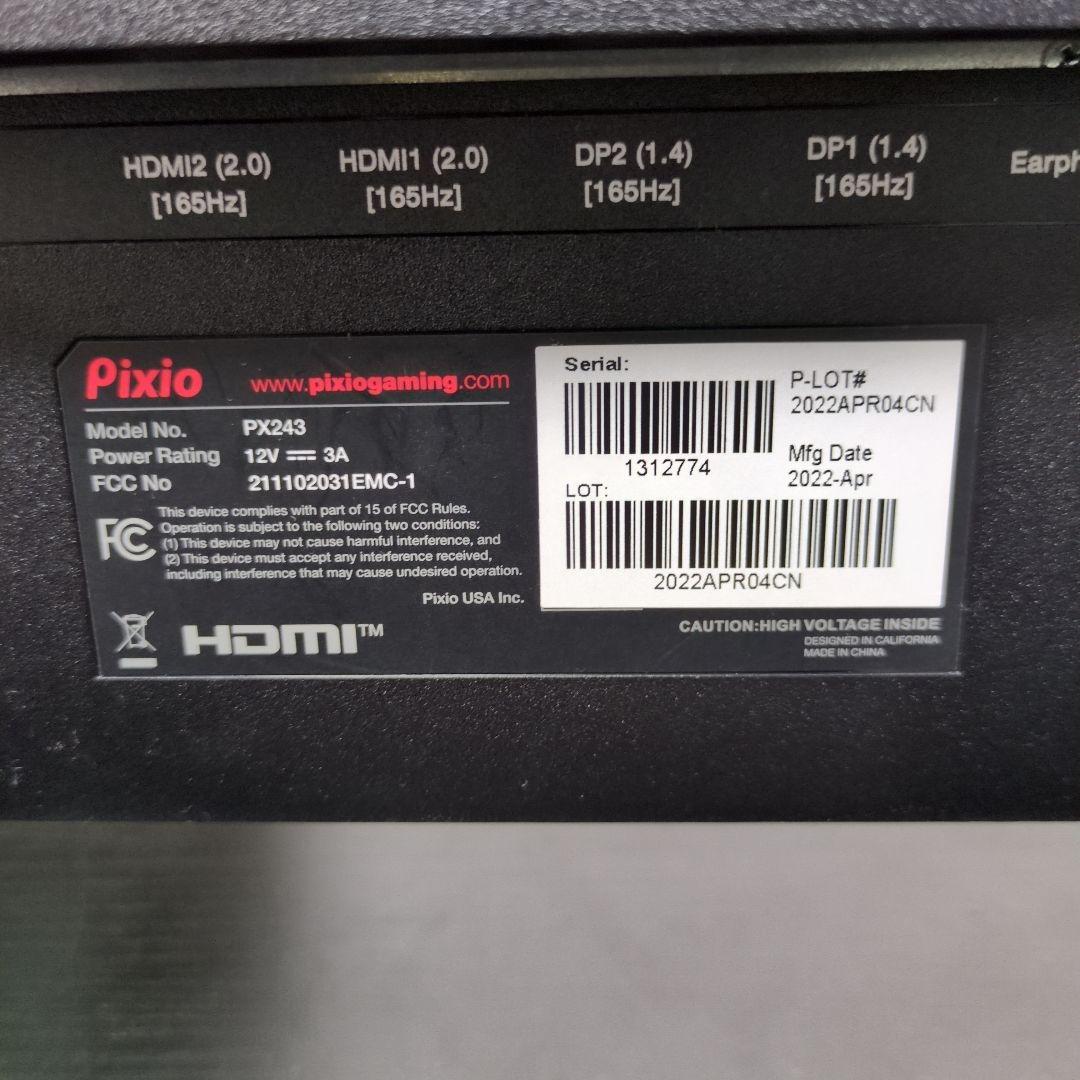 HDMI2 (2.0)
[165Hz]
HDMI1 (2.0)
[165Hz]
DP2 (1.4)
[165Hz]
DP1 (1.4)
[165Hz]
Earph
Pixio
www.pixiogaming.com
Model No. PX243
Power Rating 12V 3A
FCC No 211102031EMC-1
FC
This device complies with part of 15 of FCC Rules.
Operation is subject to the following two conditions:
(1) This device may not cause harmful interference, and
(2) This device must accept any interference received,
including interference that may cause undesired operation.
Pixio USA Inc.
HDMI™
Serial:
1312774
P-LOT#
2022APR04CN
Mfg Date
2022-Apr
LOT:
2022APR04CN
CAUTION:HIGH VOLTAGE INSIDE
DESIGNED IN CALIFORNIA
MADE IN CHINA